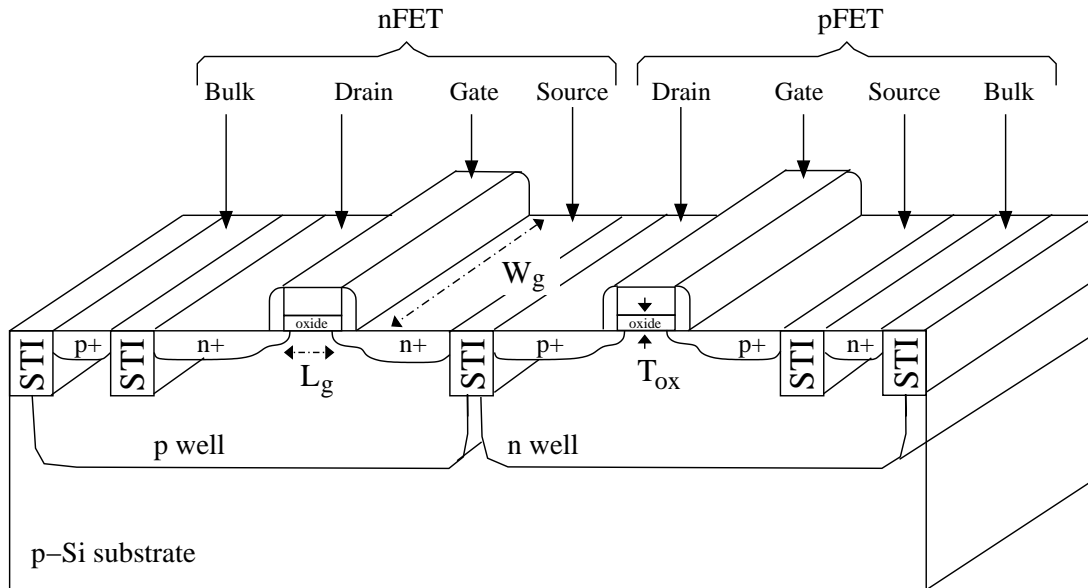 nFET
pFET
Bulk
Drain
Gate
Source
Drain
Gate
Source
Bulk
Wg
oxide
oxide
STI
p+
STI
n+
n+
STI
p+
p+
STI
n+
STI
Lg
Tox
p well
n well
p−Si substrate